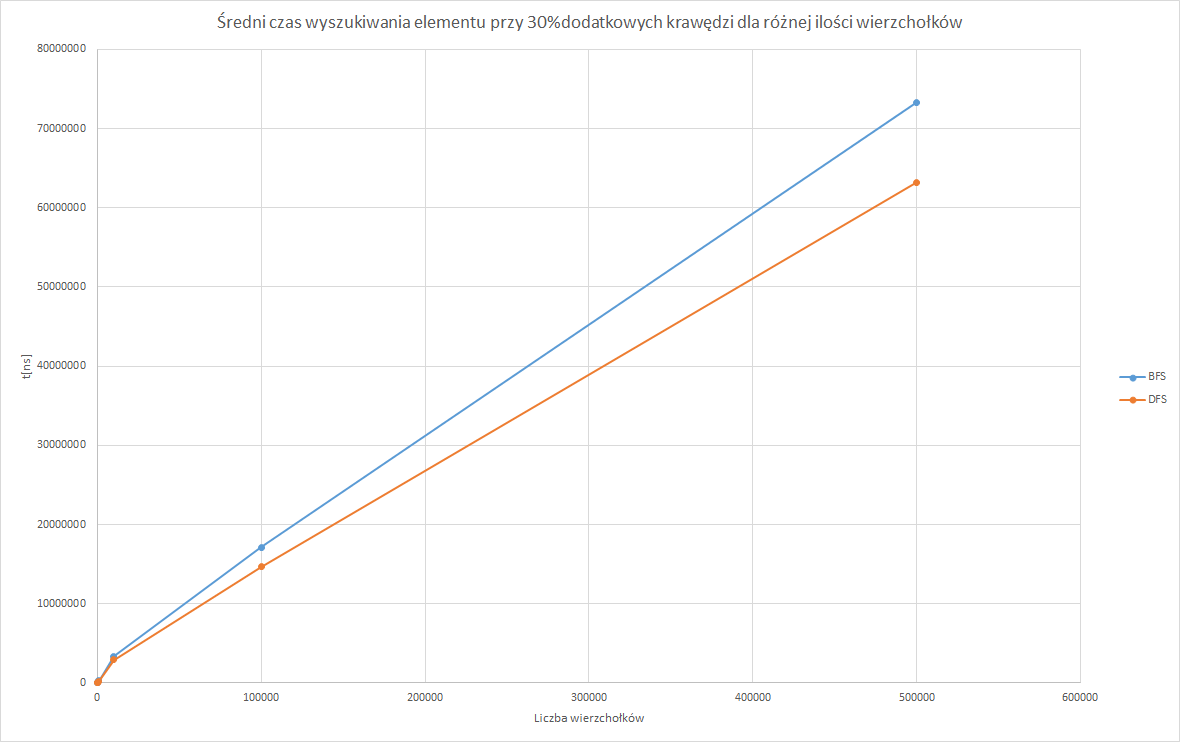 Średni czas wyszukiwania elementu przy 30%dodatkowych krawędzi dla różnej ilości wierzchołków
80000000
70000000
60000000
50000000
40000000
30000000
20000000
10000000
0
t[ns]
BFS
DFS
0 100000 200000 300000 400000 500000 600000
Liczba wierzchołków